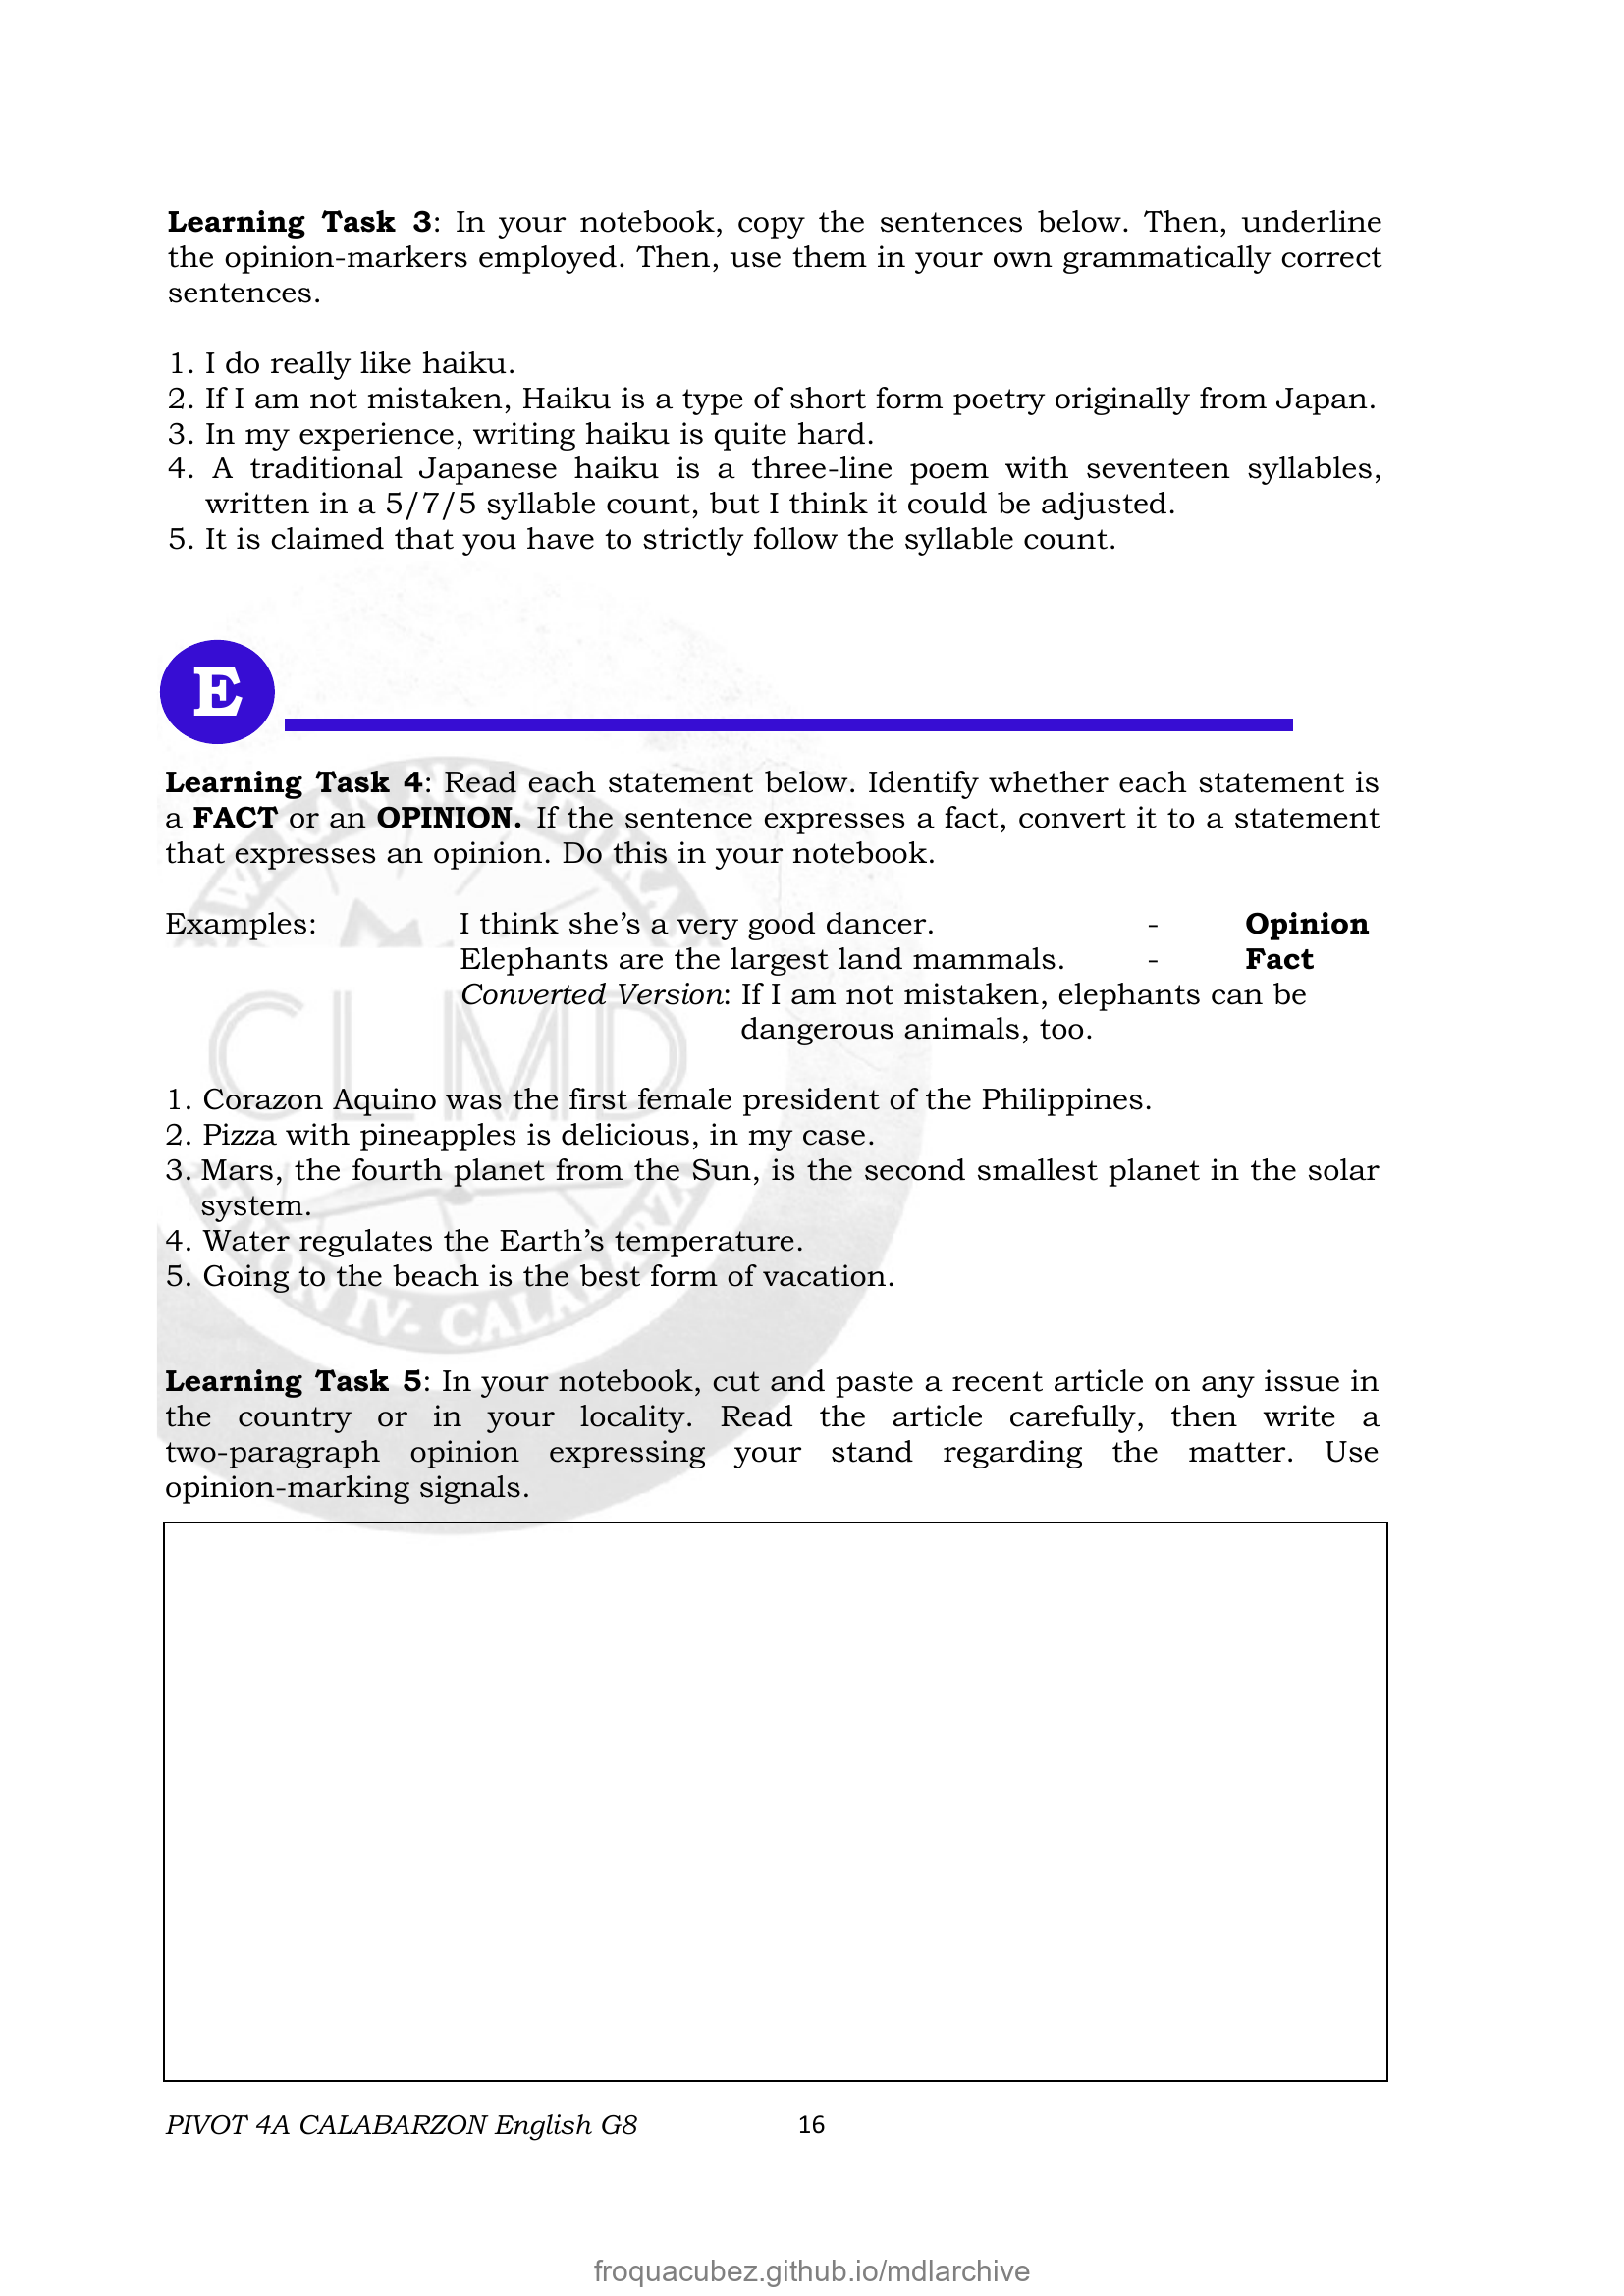 Learning Task 3: In your notebook, copy the sentences below. Then, underline
the opinion-markers employed. Then, use them in your own grammatically correct
sentences.
1. I do really like haiku.
2. If I am not mistaken, Haiku is a type of short form poetry originally from Japan.
3. In my experience, writing haiku is quite hard.
4. A traditional Japanese haiku is a three-line poem with seventeen syllables,
written in a 5/7/5 syllable count, but I think it could be adjusted.
5. It is claimed that you have to strictly follow the syllable count.
E
Learning Task 4: Read each statement below. Identify whether each statement is
a FACT or an OPINION. If the sentence expresses a fact, convert it to a statement
that expresses an opinion. Do this in your notebook.
Examples: I think she’s a very good dancer. - Opinion
Elephants are the largest land mammals. - Fact
Converted Version: If I am not mistaken, elephants can be
dangerous animals, too.
CLMD
1. Corazon Aquino was the first female president of the Philippines.
2. Pizza with pineapples is delicious, in my case.
3. Mars, the fourth planet from the Sun, is the second smallest planet in the solar
system.
4. Water regulates the Earth’s temperature.
5. Going to the beach is the best form of vacation.
IV- CALABARZ
Learning Task 5: In your notebook, cut and paste a recent article on any issue in
the country or in your locality. Read the article carefully, then write a
two-paragraph opinion expressing your stand regarding the matter. Use
opinion-marking signals.
PIVOT 4A CALABARZON English G8 16
froquacubez.github.io/mdlarchive